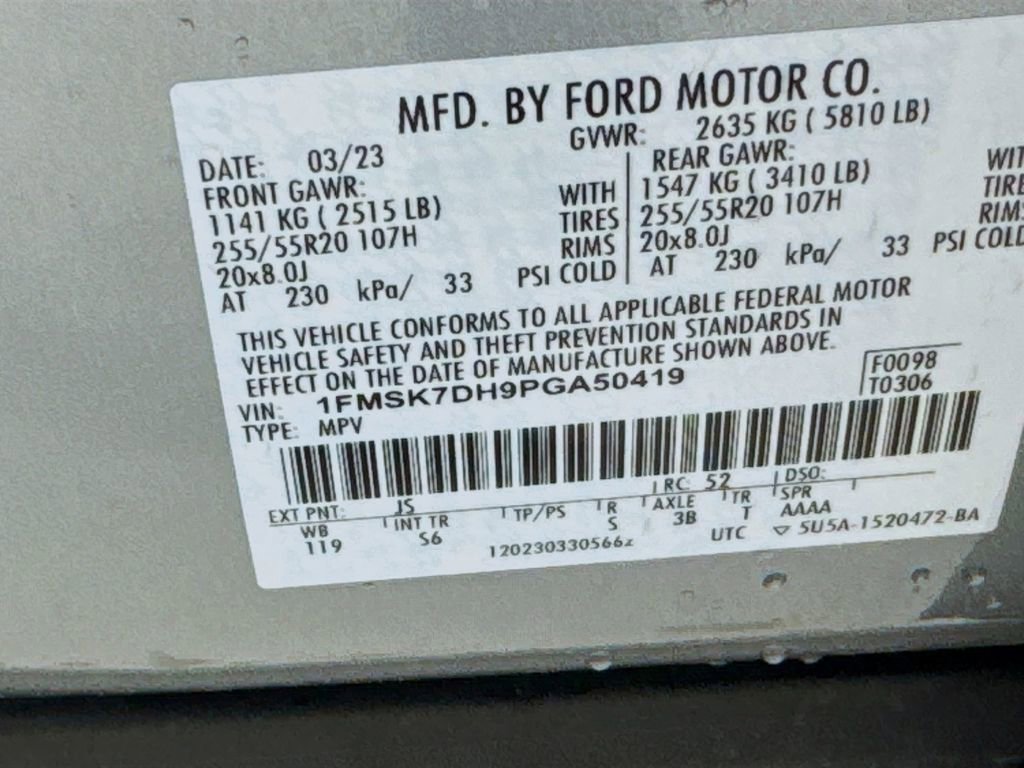 MFD. BY FORD MOTOR CO.
DATE: 03/23 GVWR: 2635 KG ( 5810 LB)
FRONT GAWR: REAR GAWR:
1141 KG ( 2515 LB) WITH 1547 KG ( 3410 LB)
255/55R20 107H TIRES 255/55R20 107H
20x8.0J RIMS 20x8.0J
AT 230 kPa/ 33 PSI COLD AT 230 kPa/ 33 PSI COLD
THIS VEHICLE CONFORMS TO ALL APPLICABLE FEDERAL MOTOR
VEHICLE SAFETY AND THEFT PREVENTION STANDARDS IN
EFFECT ON THE DATE OF MANUFACTURE SHOWN ABOVE.
VIN: 1FMSK7DH9PGA50419 F0098
TYPE: MPV T0306
EXT PNT: JS RC: 52 DSO:
WB INT TR TP/PS R AXLE TR SPR
119 S6 S 3B T AAAA
120230330566z UTC ▽ 5U5A-1520472-BA